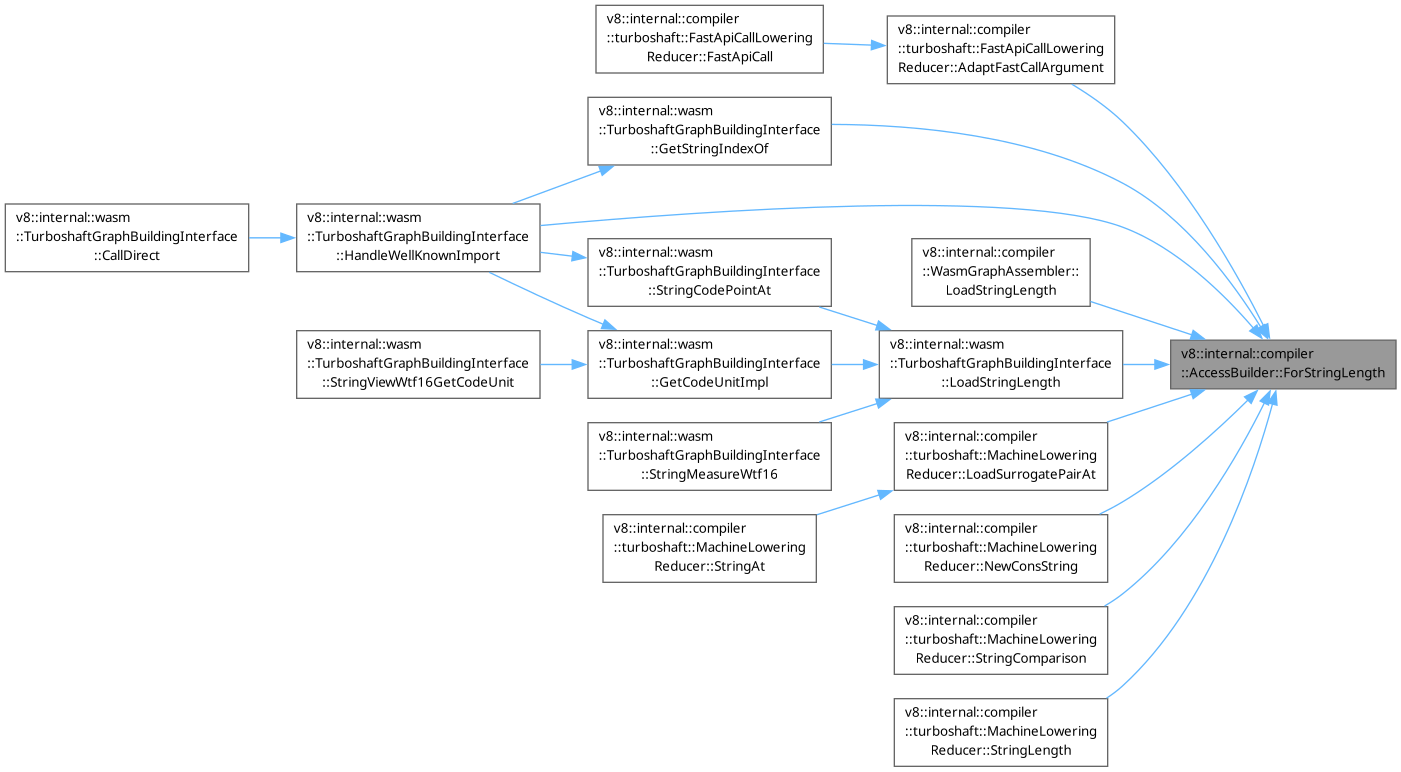 v8::internal::compiler
::turboshaft::FastApiCallLowering
Reducer::FastApiCall
v8::internal::compiler
::turboshaft::FastApiCallLowering
Reducer::AdaptFastCallArgument
v8::internal::wasm
::TurboshaftGraphBuildingInterface
::GetStringIndexOf
v8::internal::wasm
::TurboshaftGraphBuildingInterface
::CallDirect
v8::internal::wasm
::TurboshaftGraphBuildingInterface
::HandleWellKnownImport
v8::internal::wasm
::TurboshaftGraphBuildingInterface
::StringCodePointAt
v8::internal::compiler
::WasmGraphAssembler::
LoadStringLength
v8::internal::wasm
::TurboshaftGraphBuildingInterface
::StringViewWtf16GetCodeUnit
v8::internal::wasm
::TurboshaftGraphBuildingInterface
::GetCodeUnitImpl
v8::internal::wasm
::TurboshaftGraphBuildingInterface
::LoadStringLength
v8::internal::compiler
::AccessBuilder::ForStringLength
v8::internal::wasm
::TurboshaftGraphBuildingInterface
::StringMeasureWtf16
v8::internal::compiler
::turboshaft::MachineLowering
Reducer::LoadSurrogatePairAt
v8::internal::compiler
::turboshaft::MachineLowering
Reducer::StringAt
v8::internal::compiler
::turboshaft::MachineLowering
Reducer::NewConsString
v8::internal::compiler
::turboshaft::MachineLowering
Reducer::StringComparison
v8::internal::compiler
::turboshaft::MachineLowering
Reducer::StringLength